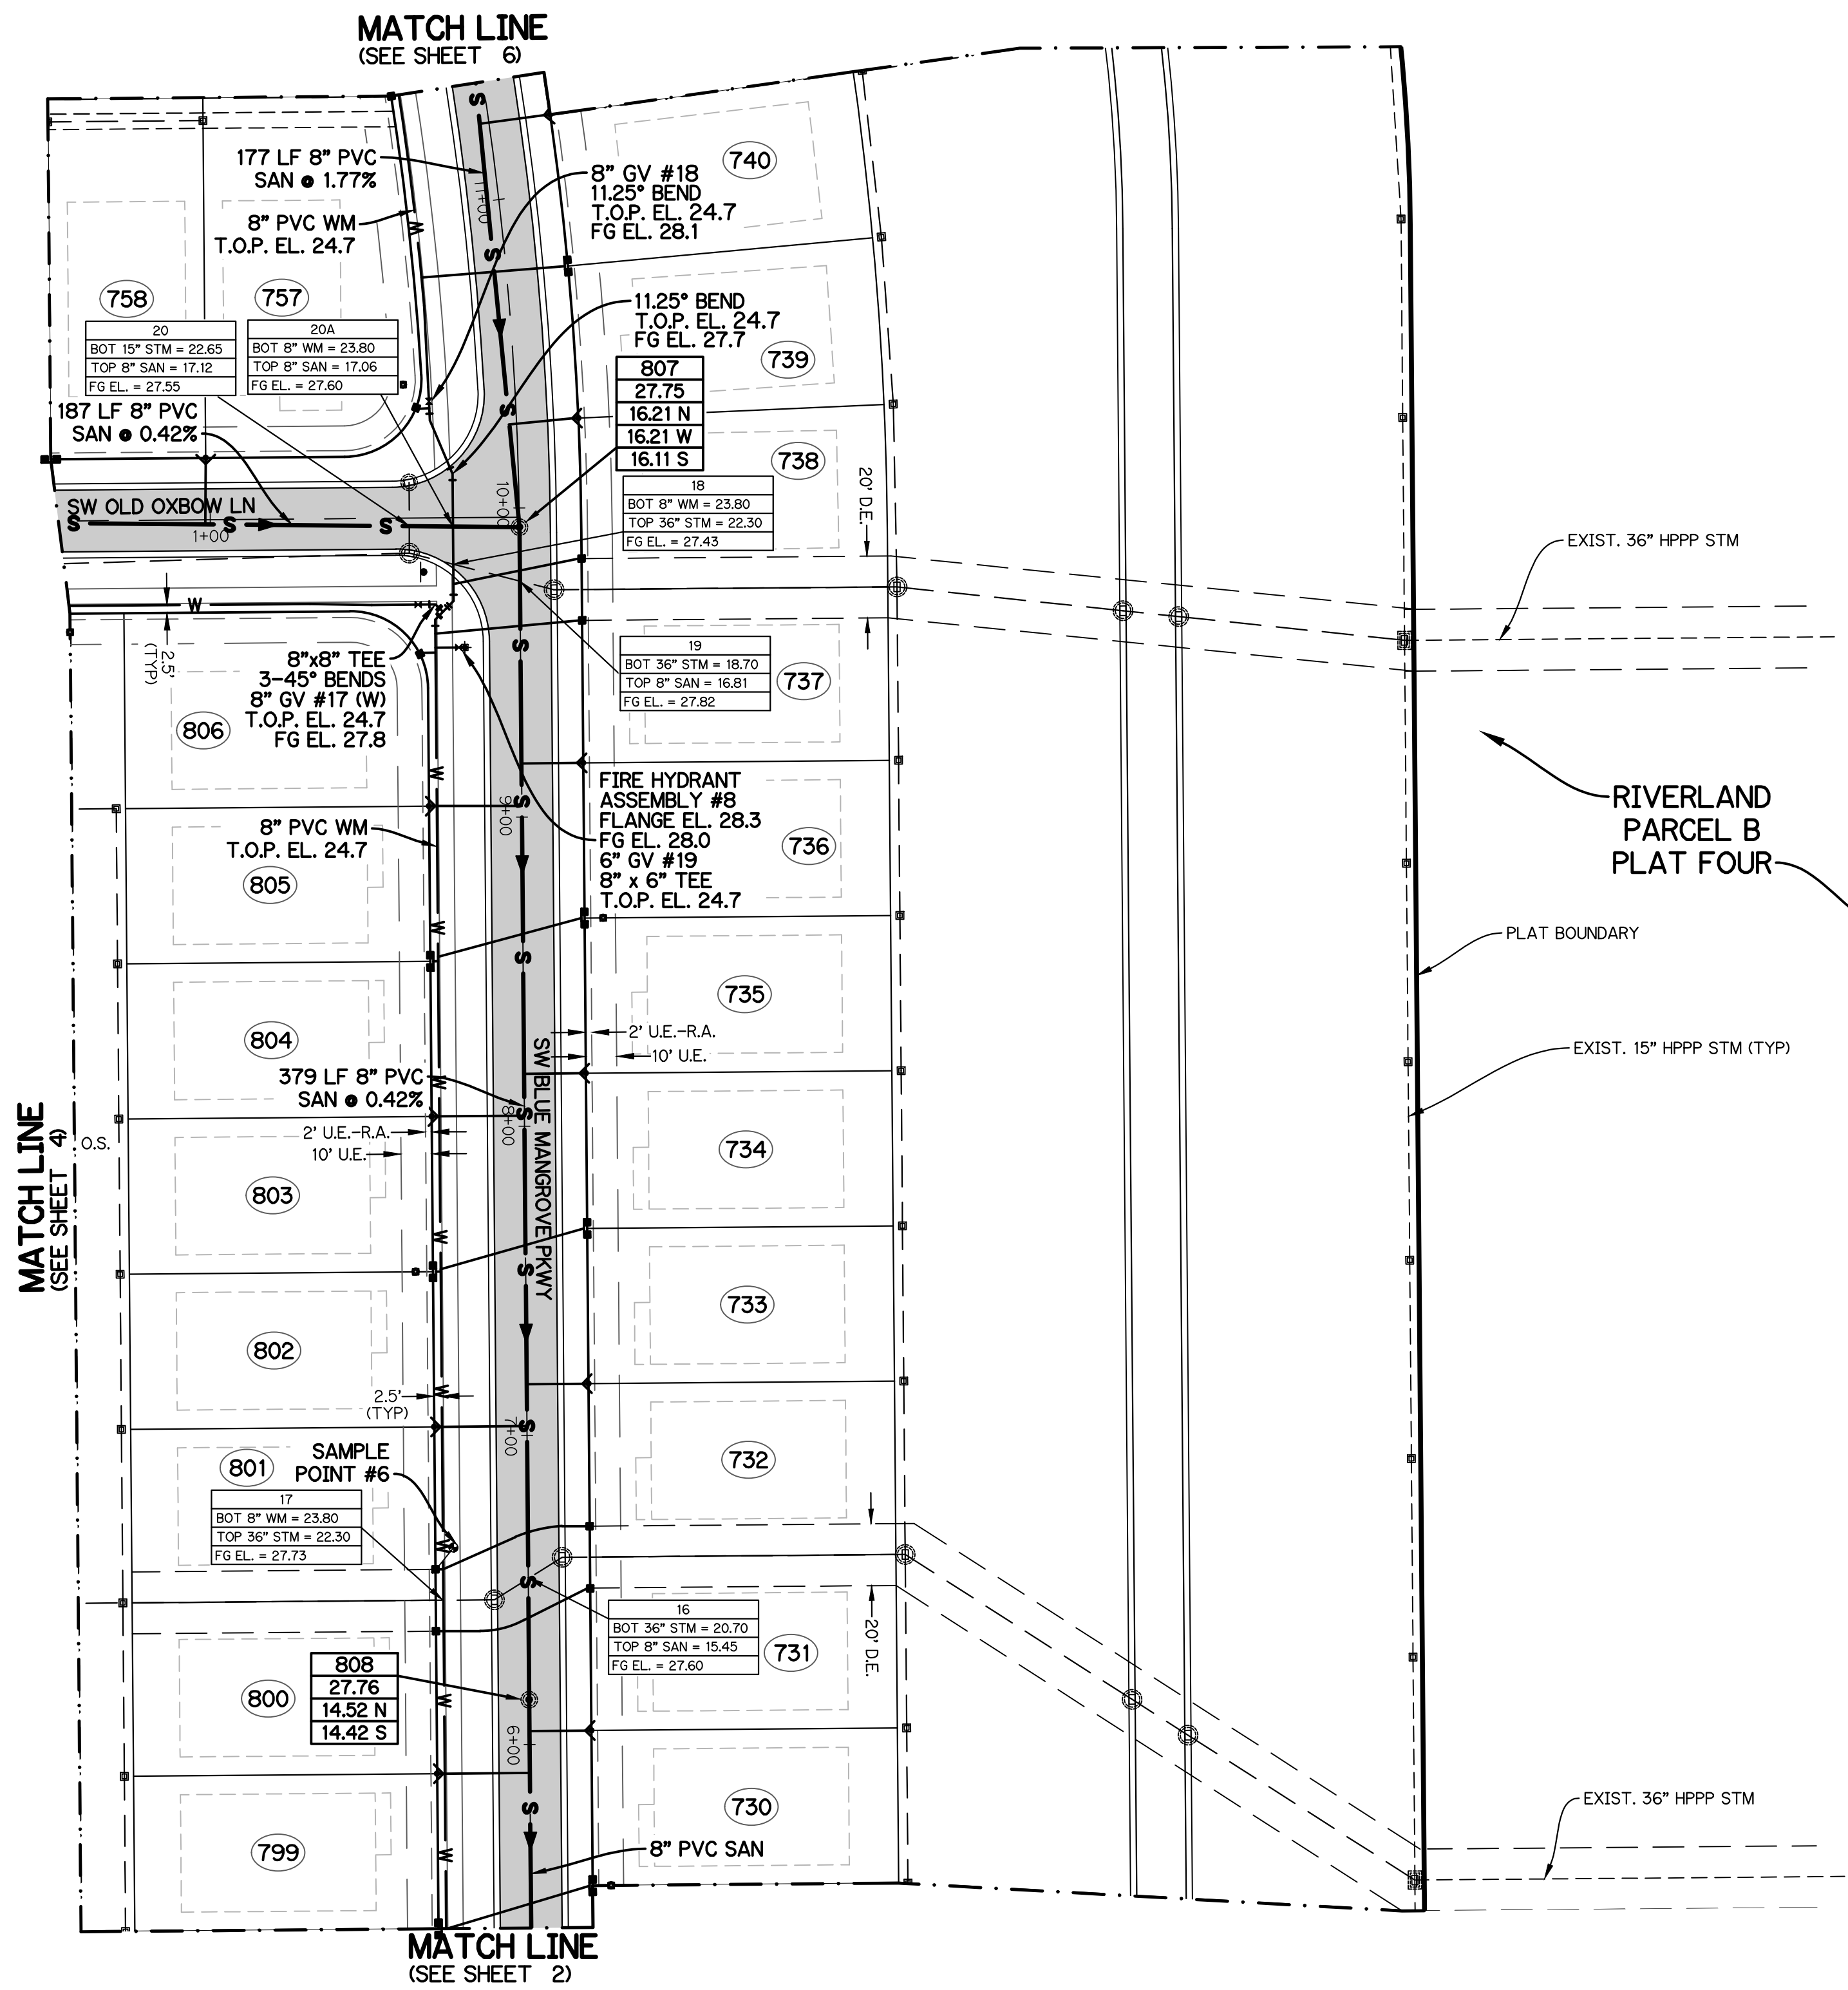 MATCH LINE
(SEE SHEET 6)
177 LF 8" PVC
SAN @ 1.77%
8" PVC WM
T.O.P. EL. 24.7
S
11+00
S
W
8" GV #18
11.25° BEND
T.O.P. EL. 24.7
FG EL. 28.1
740
758
757
11.25° BEND
T.O.P. EL. 24.7
FG EL. 27.7
739
20
BOT 15" STM = 22.65
TOP 8" SAN = 17.12
FG EL. = 27.55
20A
BOT 8" WM = 23.80
TOP 8" SAN = 17.06
FG EL. = 27.60
807
27.75
16.21 N
16.21 W
16.11 S
187 LF 8" PVC
SAN @ 0.42%
S
738
20' D.E.
18
BOT 8" WM = 23.80
TOP 36" STM = 22.30
FG EL. = 27.43
10+00
SW OLD OXBOW LN
S
S
S
1+00
EXIST. 36" HPPP STM
W
2.5'
(TYP)
8"x8" TEE
3-45° BENDS
8" GV #17 (W)
T.O.P. EL. 24.7
FG EL. 27.8
S
19
BOT 36" STM = 18.70
TOP 8" SAN = 16.81
FG EL. = 27.82
737
806
W
S
9+00
FIRE HYDRANT
ASSEMBLY #8
FLANGE EL. 28.3
FG EL. 28.0
6" GV #19
8" x 6" TEE
T.O.P. EL. 24.7
736
RIVERLAND
PARCEL B
PLAT FOUR
8" PVC WM
T.O.P. EL. 24.7
805
W
S
PLAT BOUNDARY
735
804
2' U.E.-R.A.
10' U.E.
EXIST. 15" HPPP STM (TYP)
379 LF 8" PVC
SAN @ 0.42%
W
S
8+00
SW BLUE MANGROVE PKWY
MATCH LINE
(SEE SHEET 4)
O.S.
2' U.E.-R.A.
10' U.E.
734
803
W
S
733
802
2.5'
(TYP)
W
S
7+00
732
801
SAMPLE
POINT #6
17
BOT 8" WM = 23.80
TOP 36" STM = 22.30
FG EL. = 27.73
W
S
16
BOT 36" STM = 20.70
TOP 8" SAN = 15.45
FG EL. = 27.60
731
20' D.E.
808
27.76
14.52 N
14.42 S
800
W
6+00
S
730
EXIST. 36" HPPP STM
799
W
8" PVC SAN
MATCH LINE
(SEE SHEET 2)